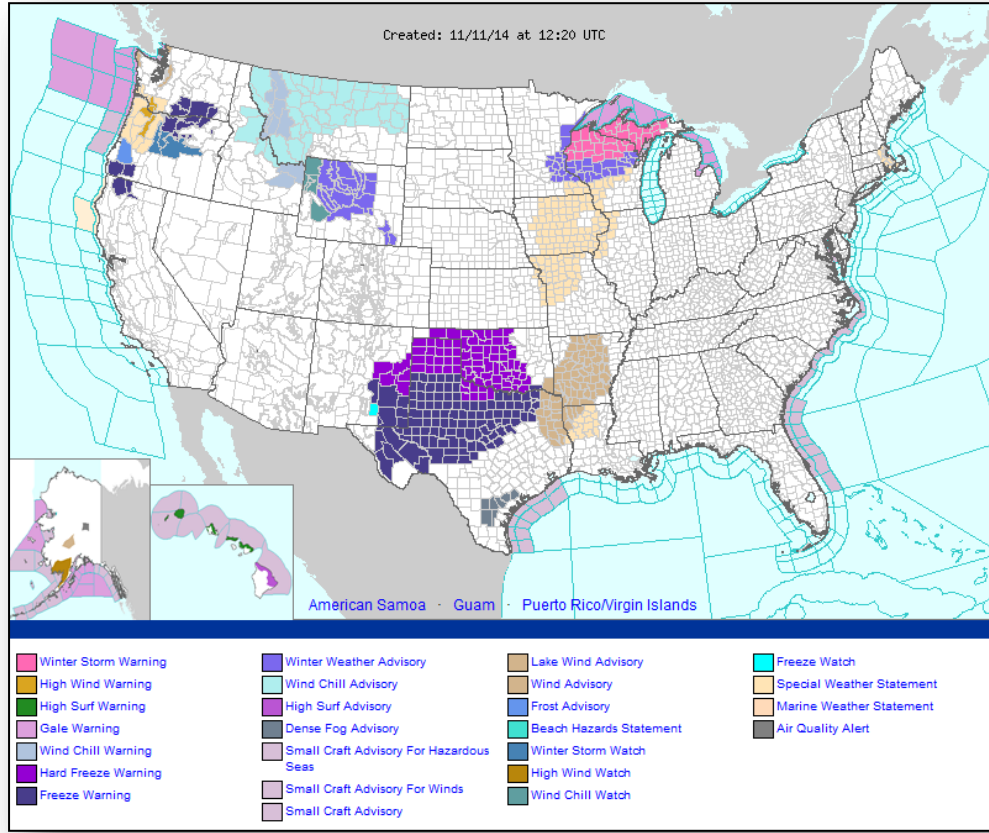 Created: 11/11/14 at 12:20 UTC
American Samoa · Guam · Puerto Rico/Virgin Islands
Winter Storm Warning
High Wind Warning
High Surf Warning
Gale Warning
Wind Chill Warning
Hard Freeze Warning
Freeze Warning
Winter Weather Advisory
Wind Chill Advisory
High Surf Advisory
Dense Fog Advisory
Small Craft Advisory For Hazardous
Seas
Small Craft Advisory For Winds
Small Craft Advisory
Lake Wind Advisory
Wind Advisory
Frost Advisory
Beach Hazards Statement
Winter Storm Watch
High Wind Watch
Wind Chill Watch
Freeze Watch
Special Weather Statement
Marine Weather Statement
Air Quality Alert